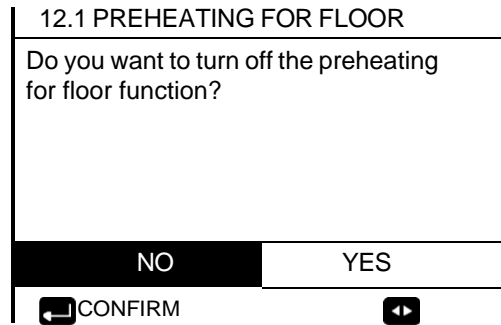 12.1 PREHEATING FOR FLOOR
Do you want to turn off the preheating
for floor function?
NO YES
CONFIRM